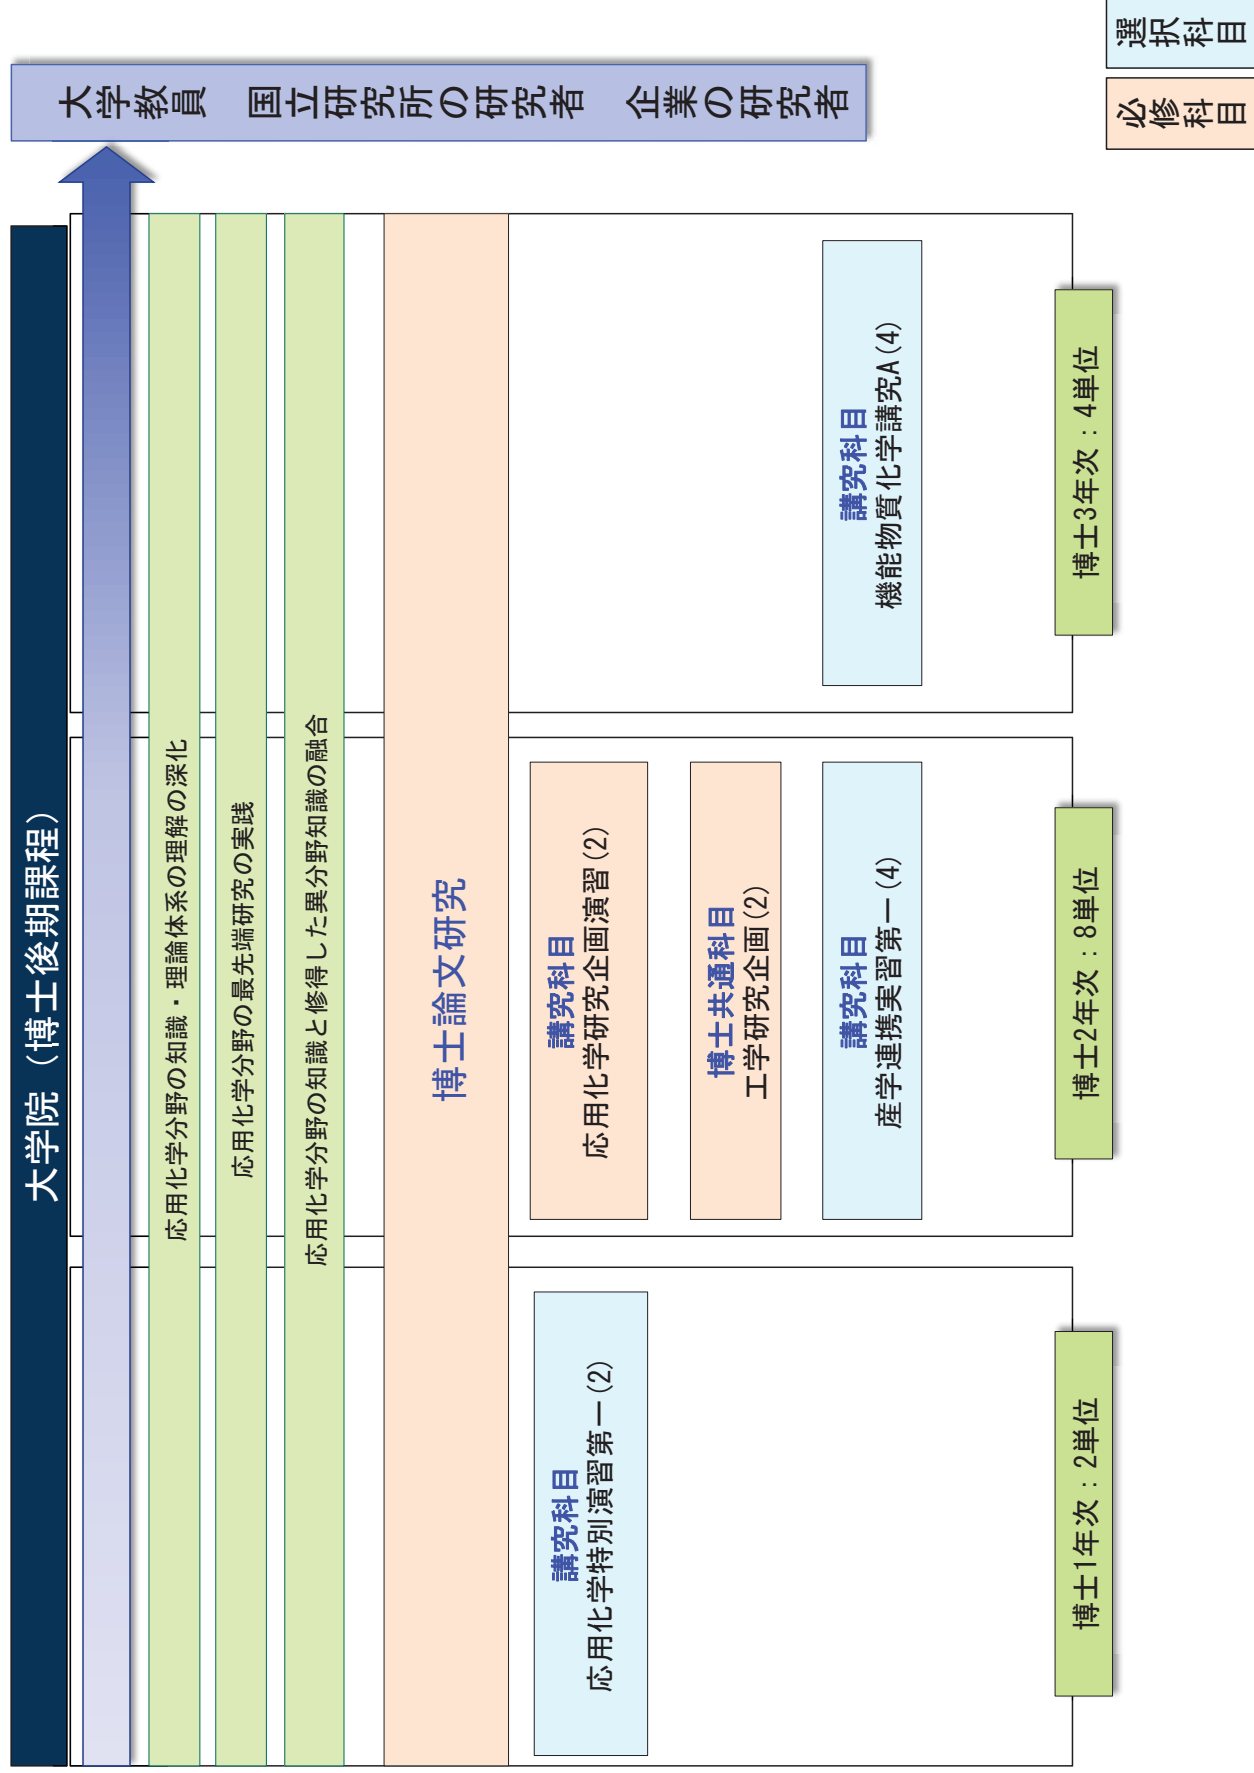 大学院（博士後期課程）
大学教員　国立研究所の研究者　企業の研究者
応用化学分野の知識・理論体系の理解の深化
応用化学分野の最先端研究の実践
応用化学分野の知識と修得した異分野知識の融合
博士論文研究
講究科目
応用化学特別演習第一(2)
博士1年次：2単位
講究科目
応用化学研究企画演習(2)
博士共通科目
工学研究企画(2)
講究科目
産学連携実習第一(4)
博士2年次：8単位
講究科目
機能物質化学講究A(4)
博士3年次：4単位
必修科目
選択科目